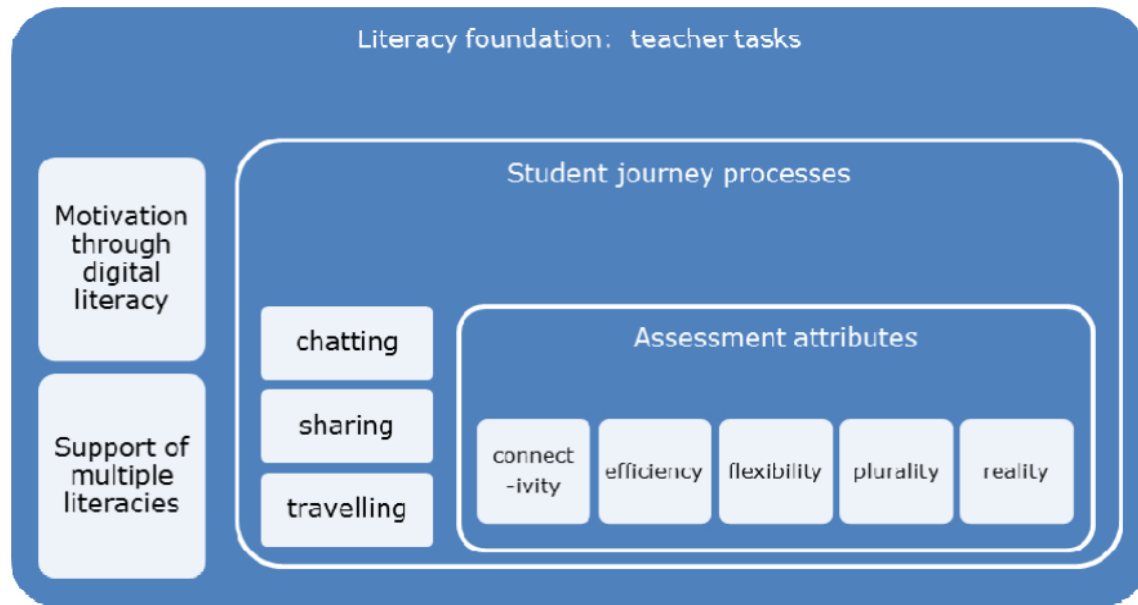 Literacy foundation: teacher tasks
Student journey processes
Motivation
through
digital
literacy
Support of
multiple
literacies
chatting
sharing
travelling
Assessment attributes
connect
-ivity
efficiency
flexibility
plurality
reality